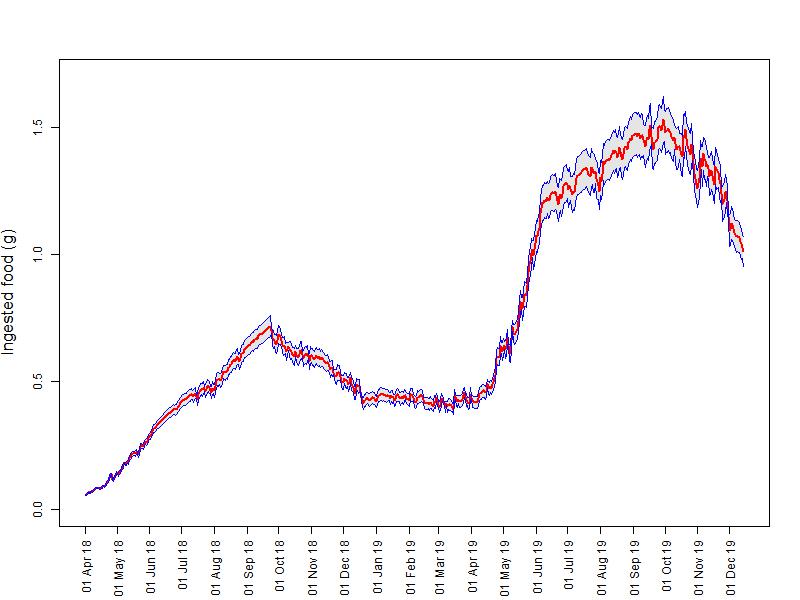 Ingested food (g)
1.5
1.0
0.5
0.0
01 Apr 18
01 May 18
01 Jun 18
01 Jul 18
01 Aug 18
01 Sep 18
01 Oct 18
01 Nov 18
01 Dec 18
01 Jan 19
01 Feb 19
01 Mar 19
01 Apr 19
01 May 19
01 Jun 19
01 Jul 19
01 Aug 19
01 Sep 19
01 Oct 19
01 Nov 19
01 Dec 19